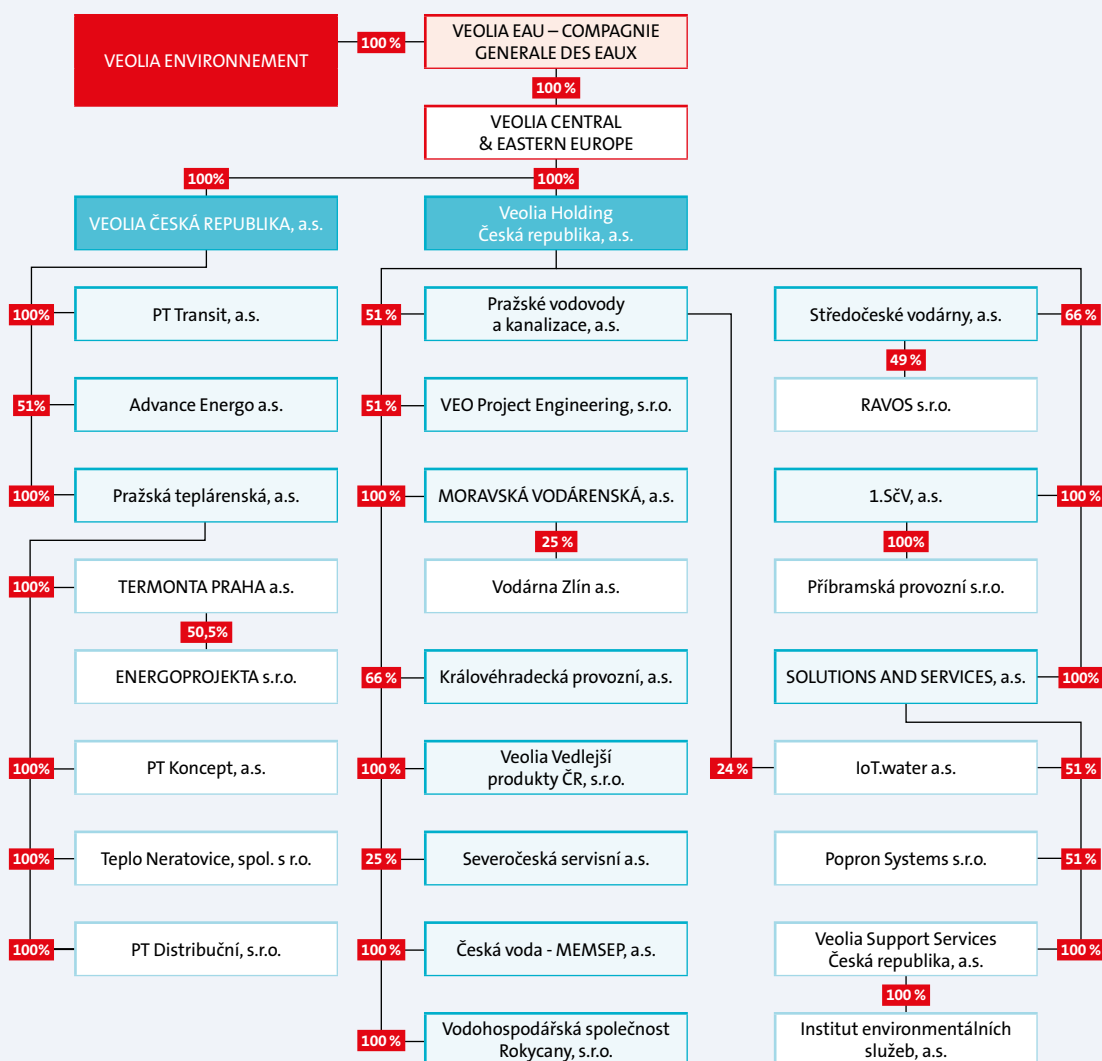 VEOLIA ENVIRONNEMENT
100 %
VEOLIA EAU – COMPAGNIE
GENERALE DES EAUX
100 %
VEOLIA CENTRAL
& EASTERN EUROPE
100%
100%
VEOLIA ČESKÁ REPUBLIKA, a.s.
Veolia Holding
Česká republika, a.s.
100%
PT Transit, a.s.
51 %
Pražské vodovody
a kanalizace, a.s.
Středočeské vodárny, a.s.
66 %
49 %
51%
Advance Energo a.s.
51 %
VEO Project Engineering, s.r.o.
RAVOS s.r.o.
100%
Pražská teplárenská, a.s.
100 %
MORAVSKÁ VODÁRENSKÁ, a.s.
1.SčV, a.s.
100 %
25 %
100%
100%
TERMONTA PRAHA a.s.
Vodárna Zlín a.s.
Příbramská provozní s.r.o.
50,5%
ENERGOPROJEKTA s.r.o.
66 %
Královéhradecká provozní, a.s.
SOLUTIONS AND SERVICES, a.s.
100%
100%
PT Koncept, a.s.
100 %
Veolia Vedlejší
produkty ČR, s.r.o.
24 %
IoT.water a.s.
51 %
100%
Teplo Neratovice, spol. s r.o.
25 %
Severočeská servisní a.s.
Popron Systems s.r.o.
51 %
100%
PT Distribuční, s.r.o.
100 %
Česká voda - MEMSEP, a.s.
Veolia Support Services
Česká republika, a.s.
100 %
100 %
100 %
Vodohospodářská společnost
Rokycany, s.r.o.
Institut environmentálních
služeb, a.s.